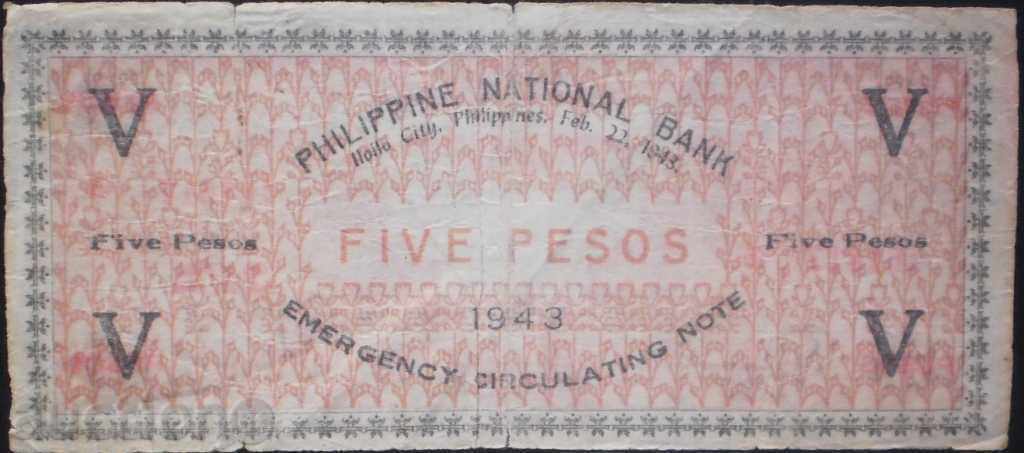 V V
PHILIPPINE NATIONAL BANK
Iloilo City, Philippines. Feb. 22, 1943.
Five Pesos FIVE PESOS Five Pesos
1943
EMERGENCY CIRCULATING NOTE
V V